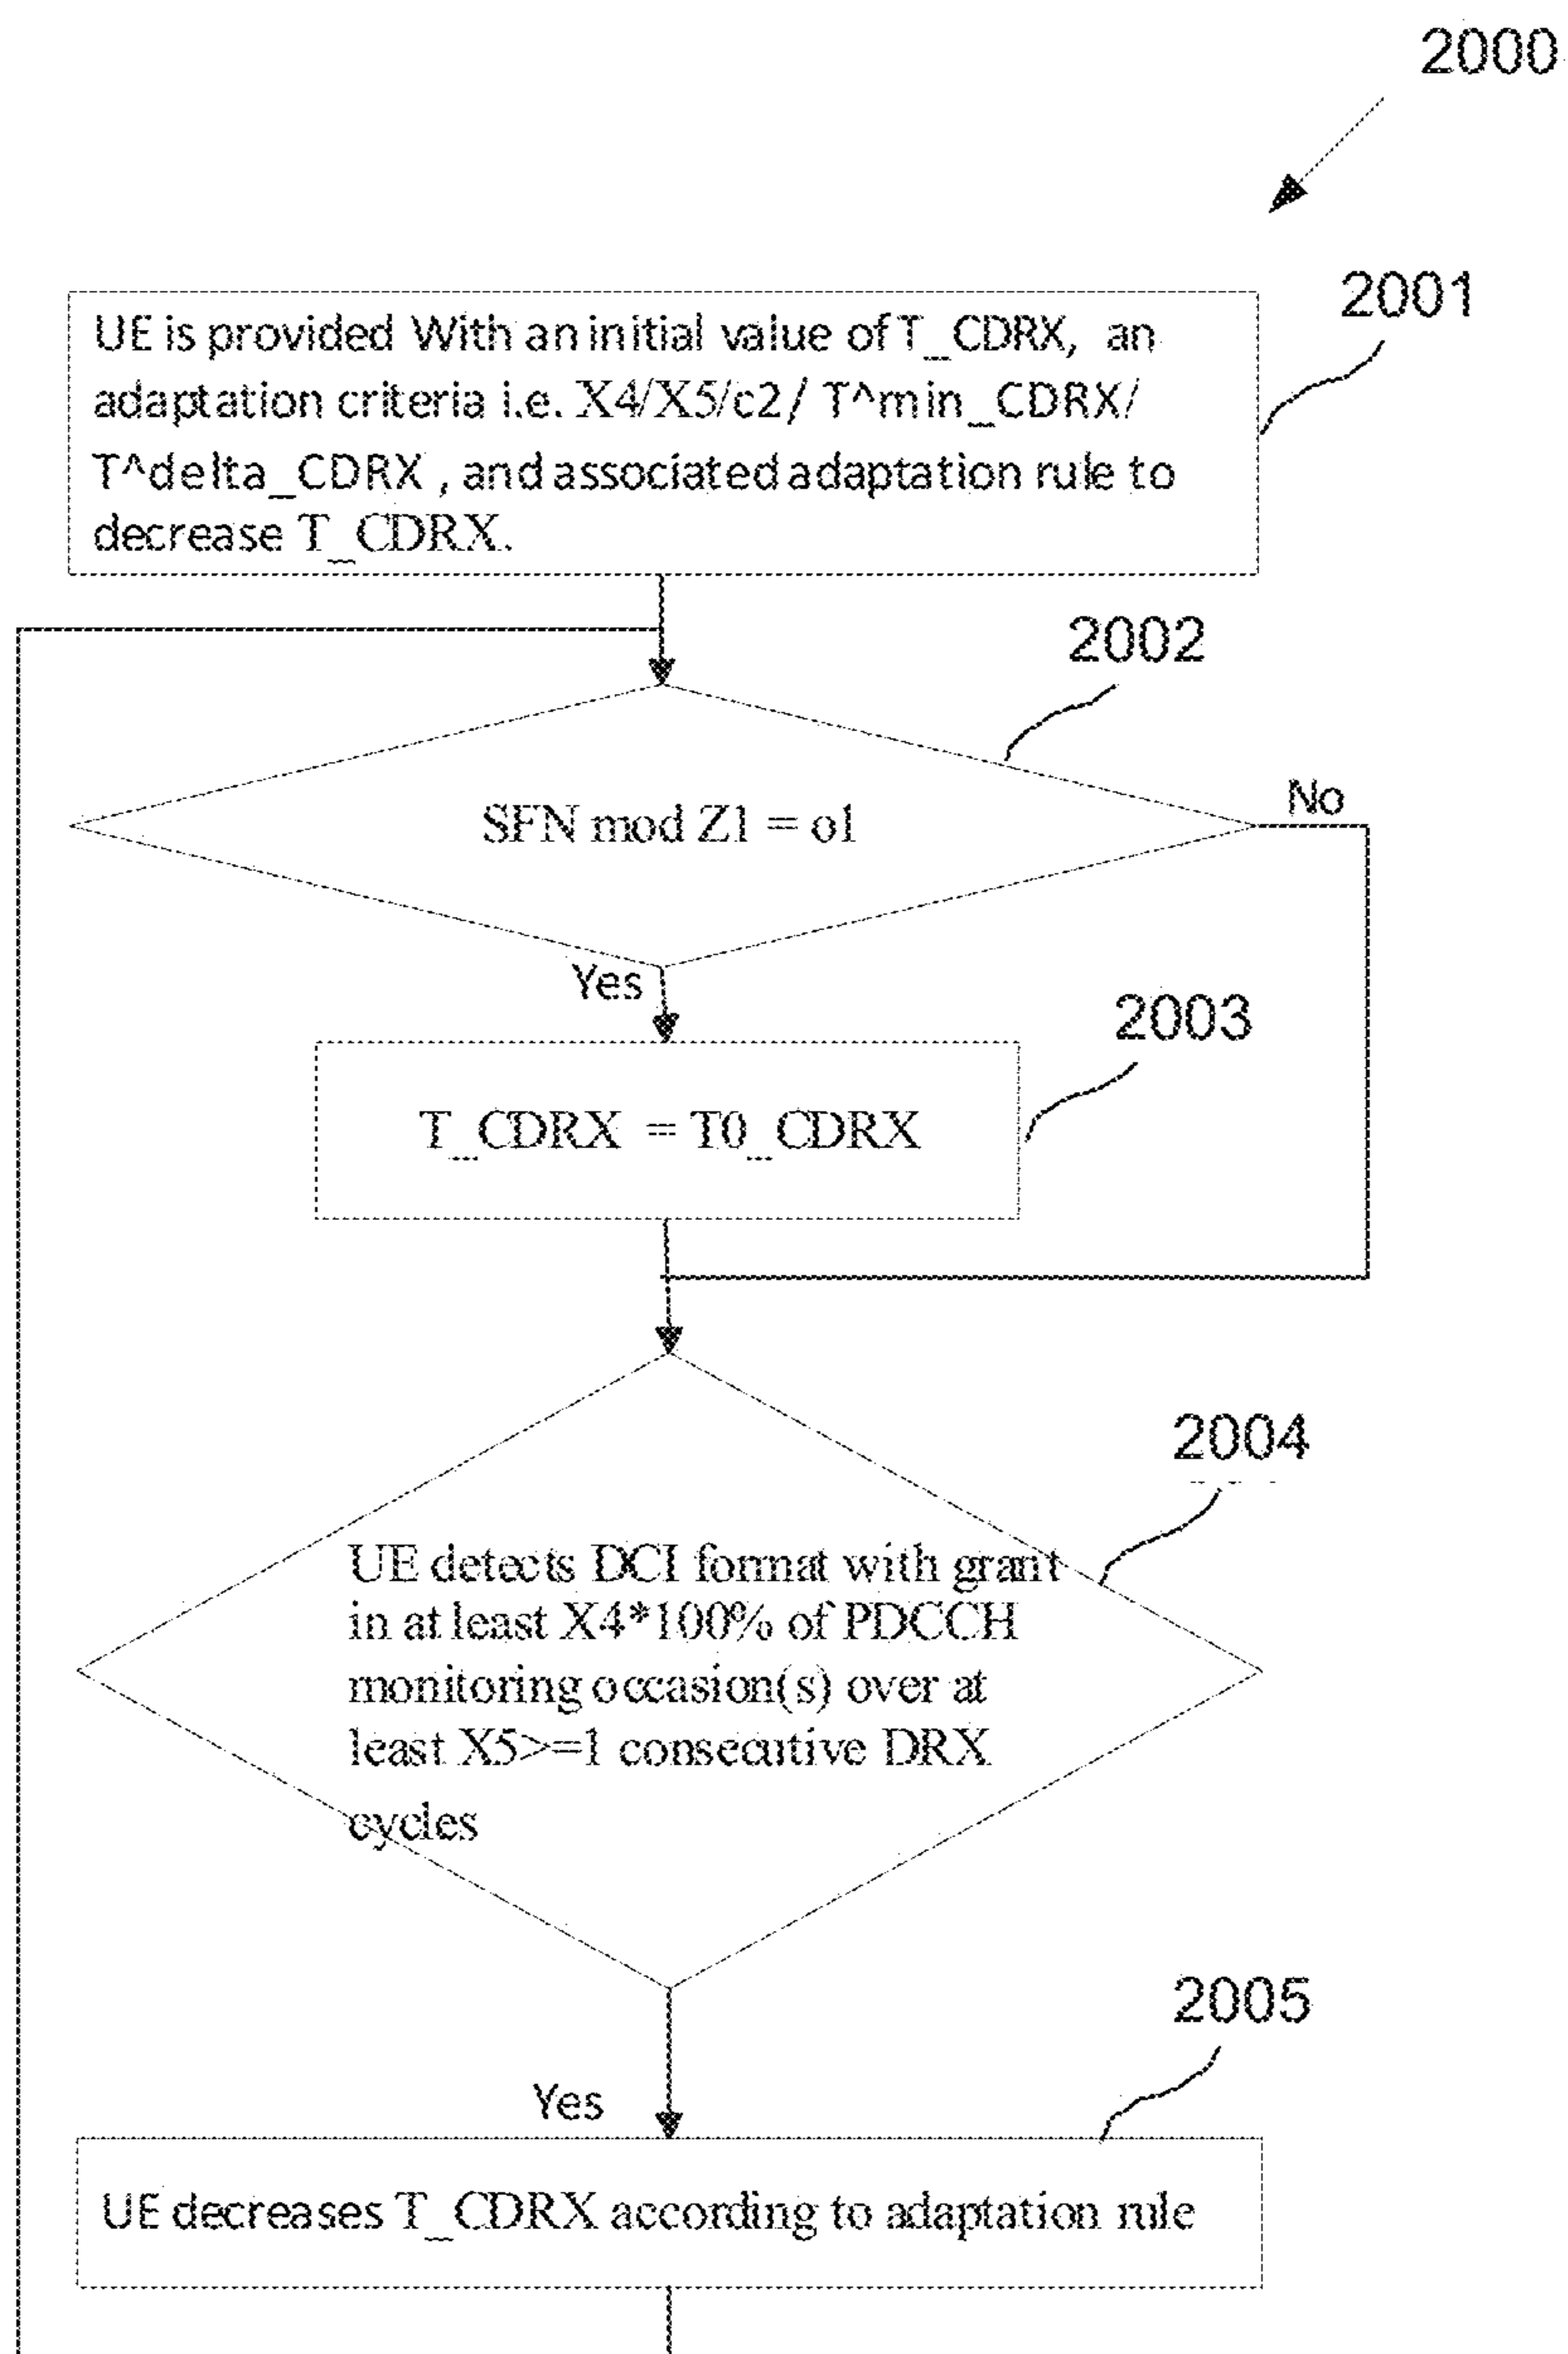 2000
2001
UE is provided With an initial value of T_CDRX, an
adaptation criteria i.e. X4/X5/c2/ T^min_CDRX/
T^delta_CDRX , and associated adaptation rule to
decrease T_CDRX.
2002
SFN mod Z1 = o1
No
Yes
2003
T_CDRX = T0_CDRX
2004
UE detects DCI format with grant
in at least X4*100% of PDCCH
monitoring occasion(s) over at
least X5>=1 consecutive DRX
cycles
2005
Yes
UE decreases T_CDRX according to adaptation rule